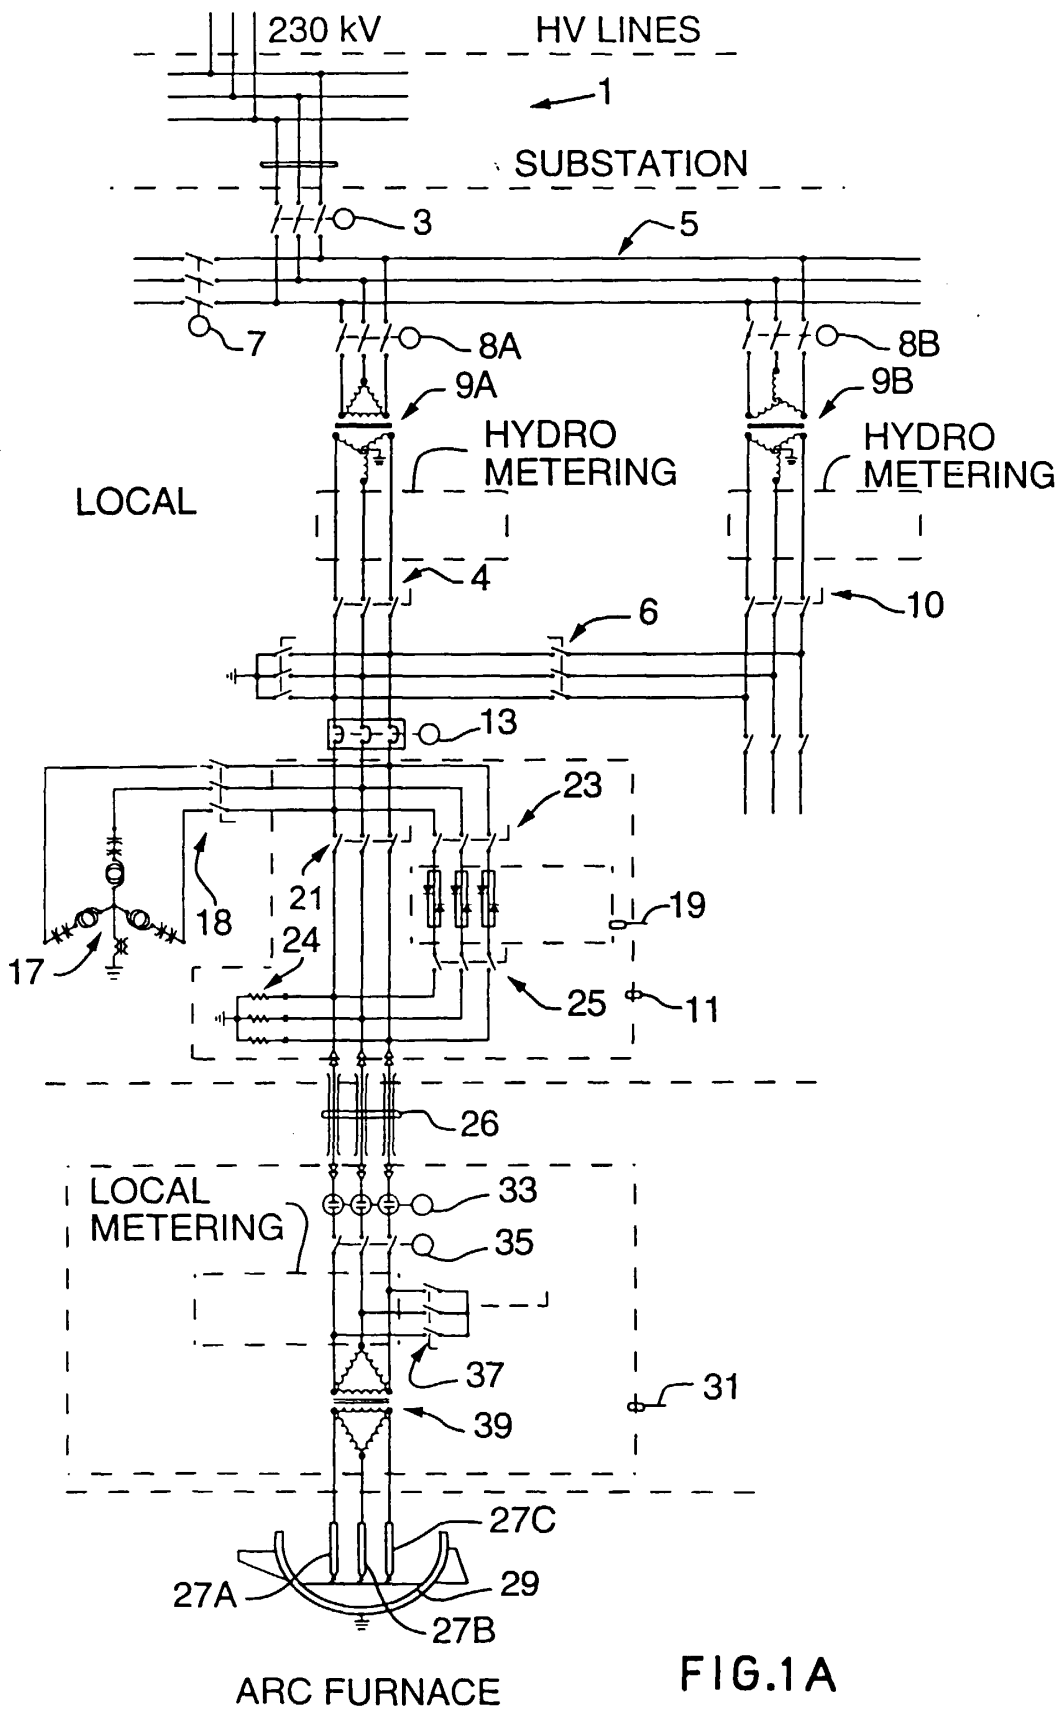 230 kV HV LINES
1
SUBSTATION
3
5
7
8A
8B
9A
9B
HYDRO
METERING
HYDRO
METERING
LOCAL
4
10
6
13
23
21
18
19
24
17
25
11
26
LOCAL
METERING
33
35
37
31
39
27C
27A
29
27B
ARC FURNACE
FIG.1A